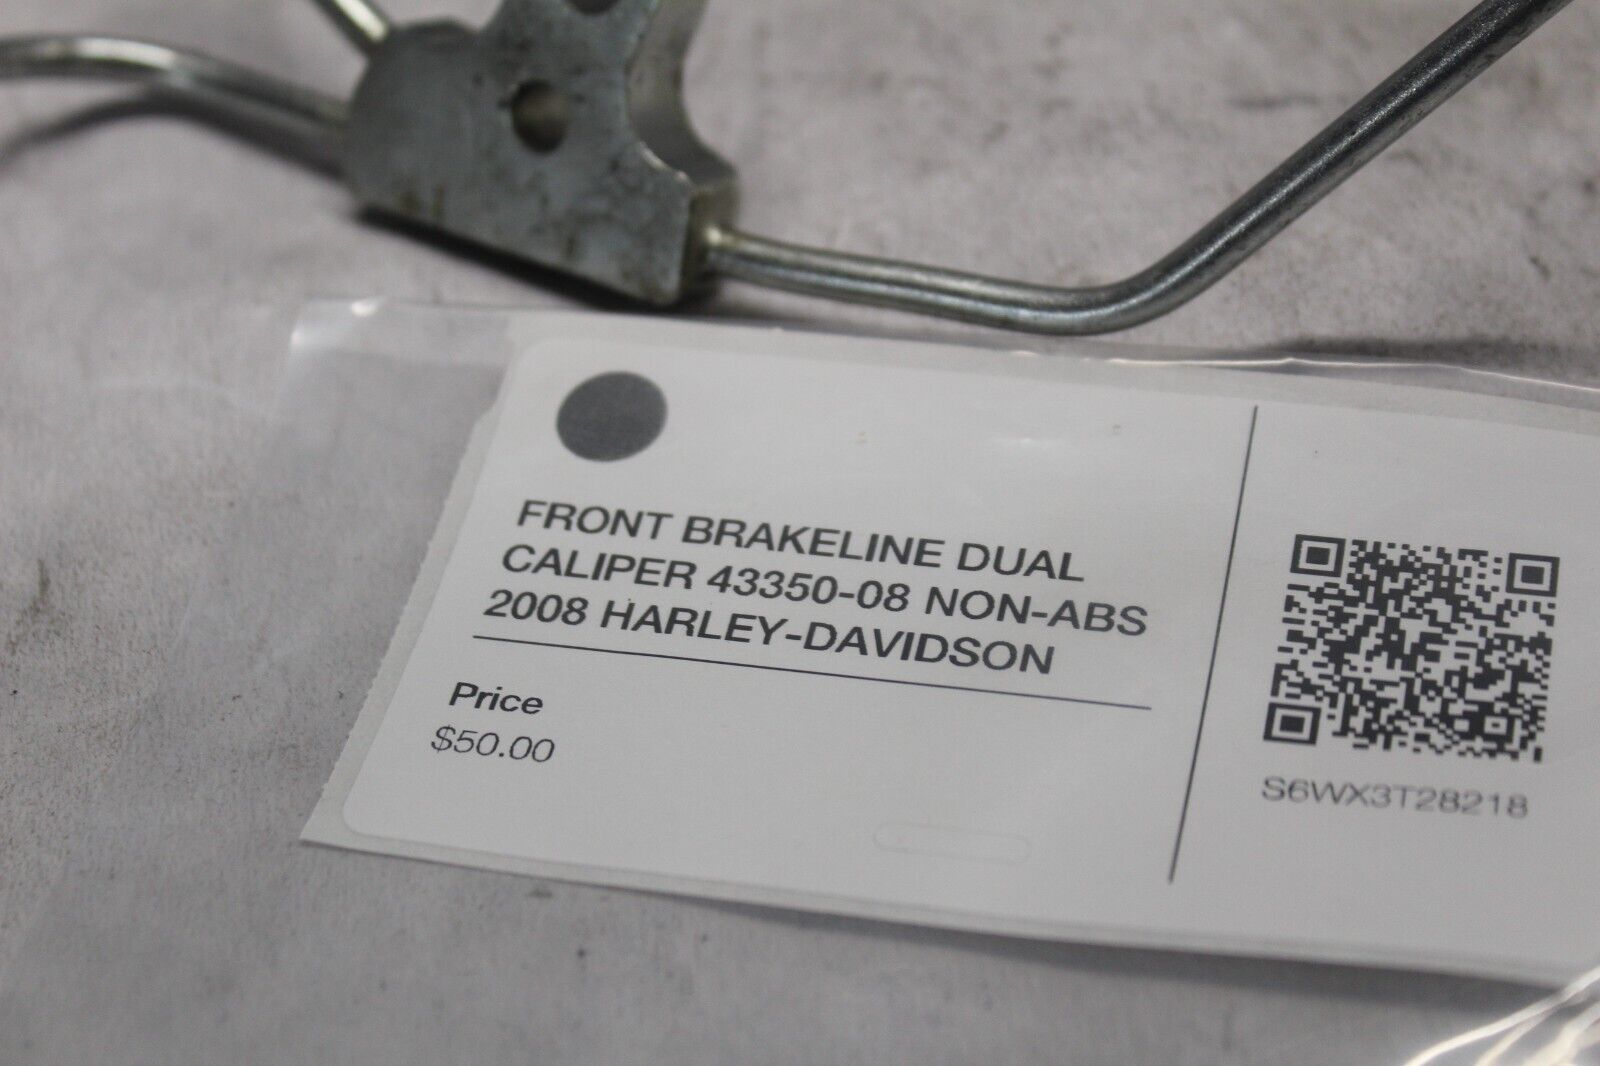 FRONT BRAKELINE DUAL
CALIPER 43350-08 NON-ABS
2008 HARLEY-DAVIDSON
Price
$50.00
S6WX3T28218